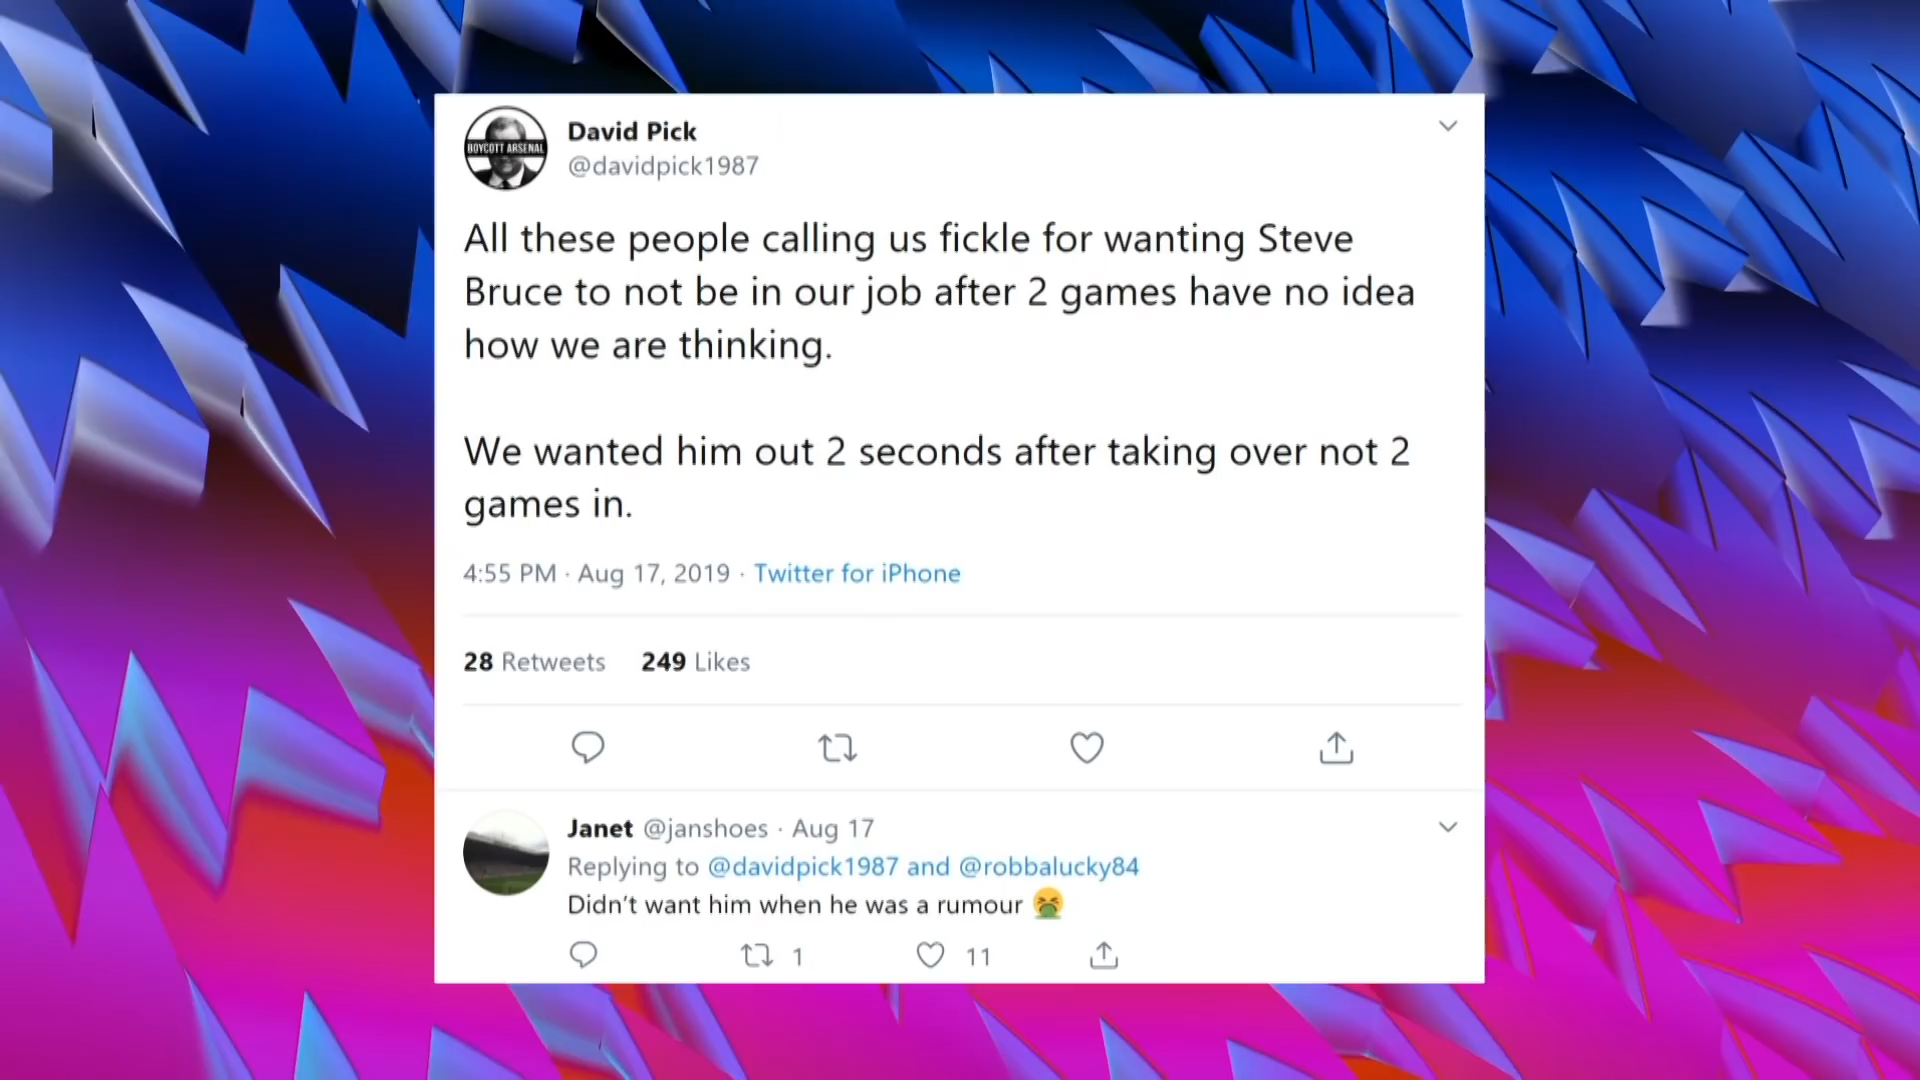 BOYCOTT ARSENAL
David Pick
@davidpick1987
All these people calling us fickle for wanting Steve
Bruce to not be in our job after 2 games have no idea
how we are thinking.
We wanted him out 2 seconds after taking over not 2
games in.
4:55 PM · Aug 17, 2019 · Twitter for iPhone
28 Retweets 249 Likes
Janet @janshoes · Aug 17
Replying to @davidpick1987 and @robbalucky84
Didn't want him when he was a rumour 🤮
1 11